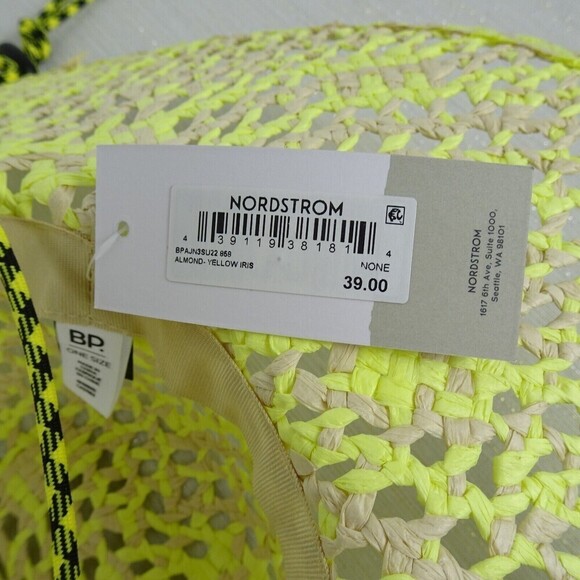 NORDSTROM
4 39119 38181 4
BPAJN3SU22 859
ALMOND- YELLOW IRIS
NONE
39.00
NORDSTROM
1617 6th Ave, Suite 1000,
Seattle, WA 98101
BP.
ONE SIZE